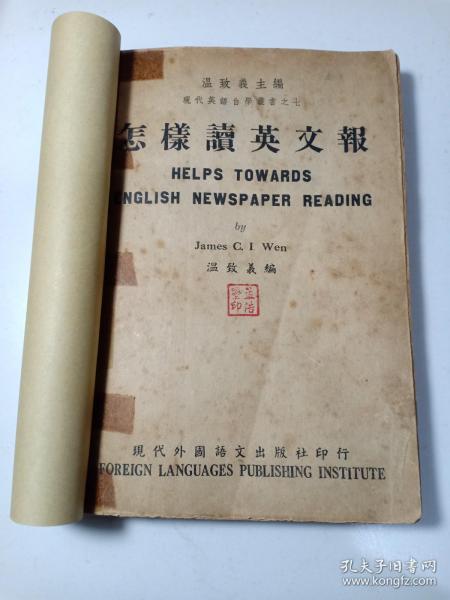 溫致義主編
現代英語自學叢書之七
怎樣讀英文報
HELPS TOWARDS
ENGLISH NEWSPAPER READING
by
James C. I Wen
溫致義編
現代外國語文出版社印行
FOREIGN LANGUAGES PUBLISHING INSTITUTE
孔夫子旧书网
www.kongfz.com